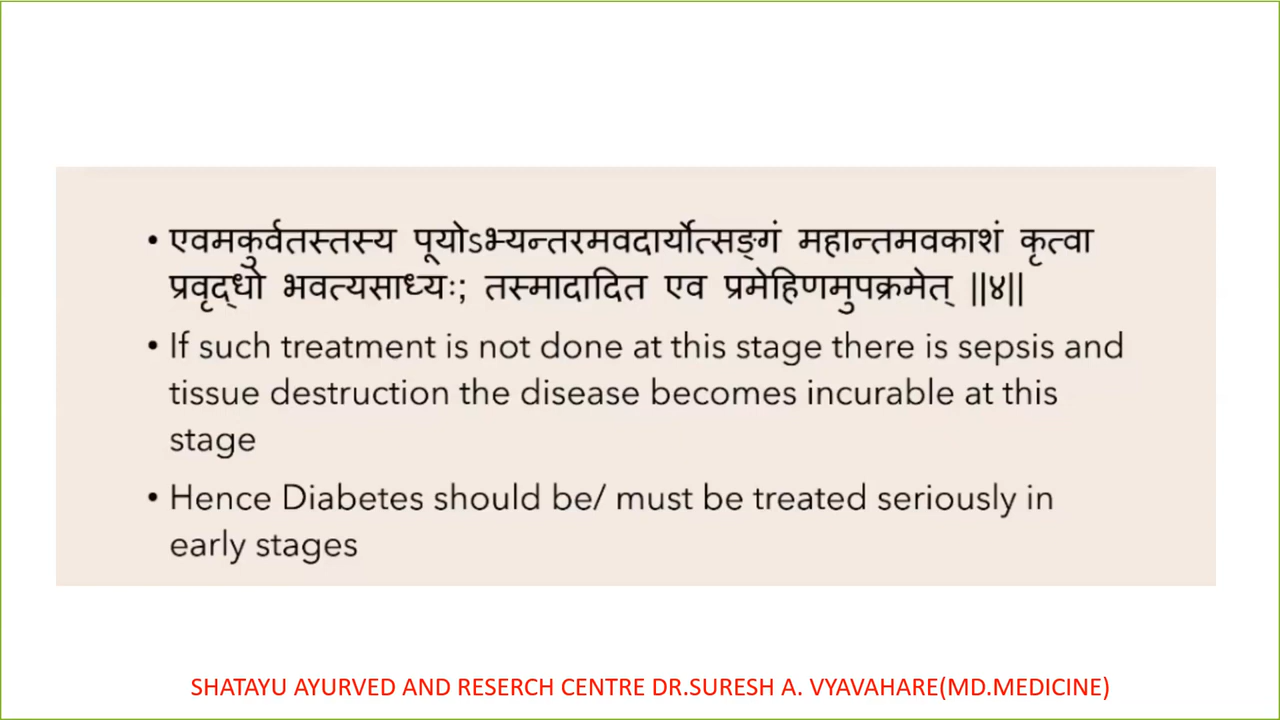 • एवमकुर्वतस्तस्य पूयोऽभ्यन्तरमवदार्योत्सङ्गं महान्तमवकाशं कृत्वा
प्रवृद्धो भवत्यसाध्यः; तस्मादादित एव प्रमेहिणमुपक्रमेत् ||४||
• If such treatment is not done at this stage there is sepsis and
tissue destruction the disease becomes incurable at this
stage
• Hence Diabetes should be/ must be treated seriously in
early stages
SHATAYU AYURVED AND RESERCH CENTRE DR.SURESH A. VYAVAHARE(MD.MEDICINE)